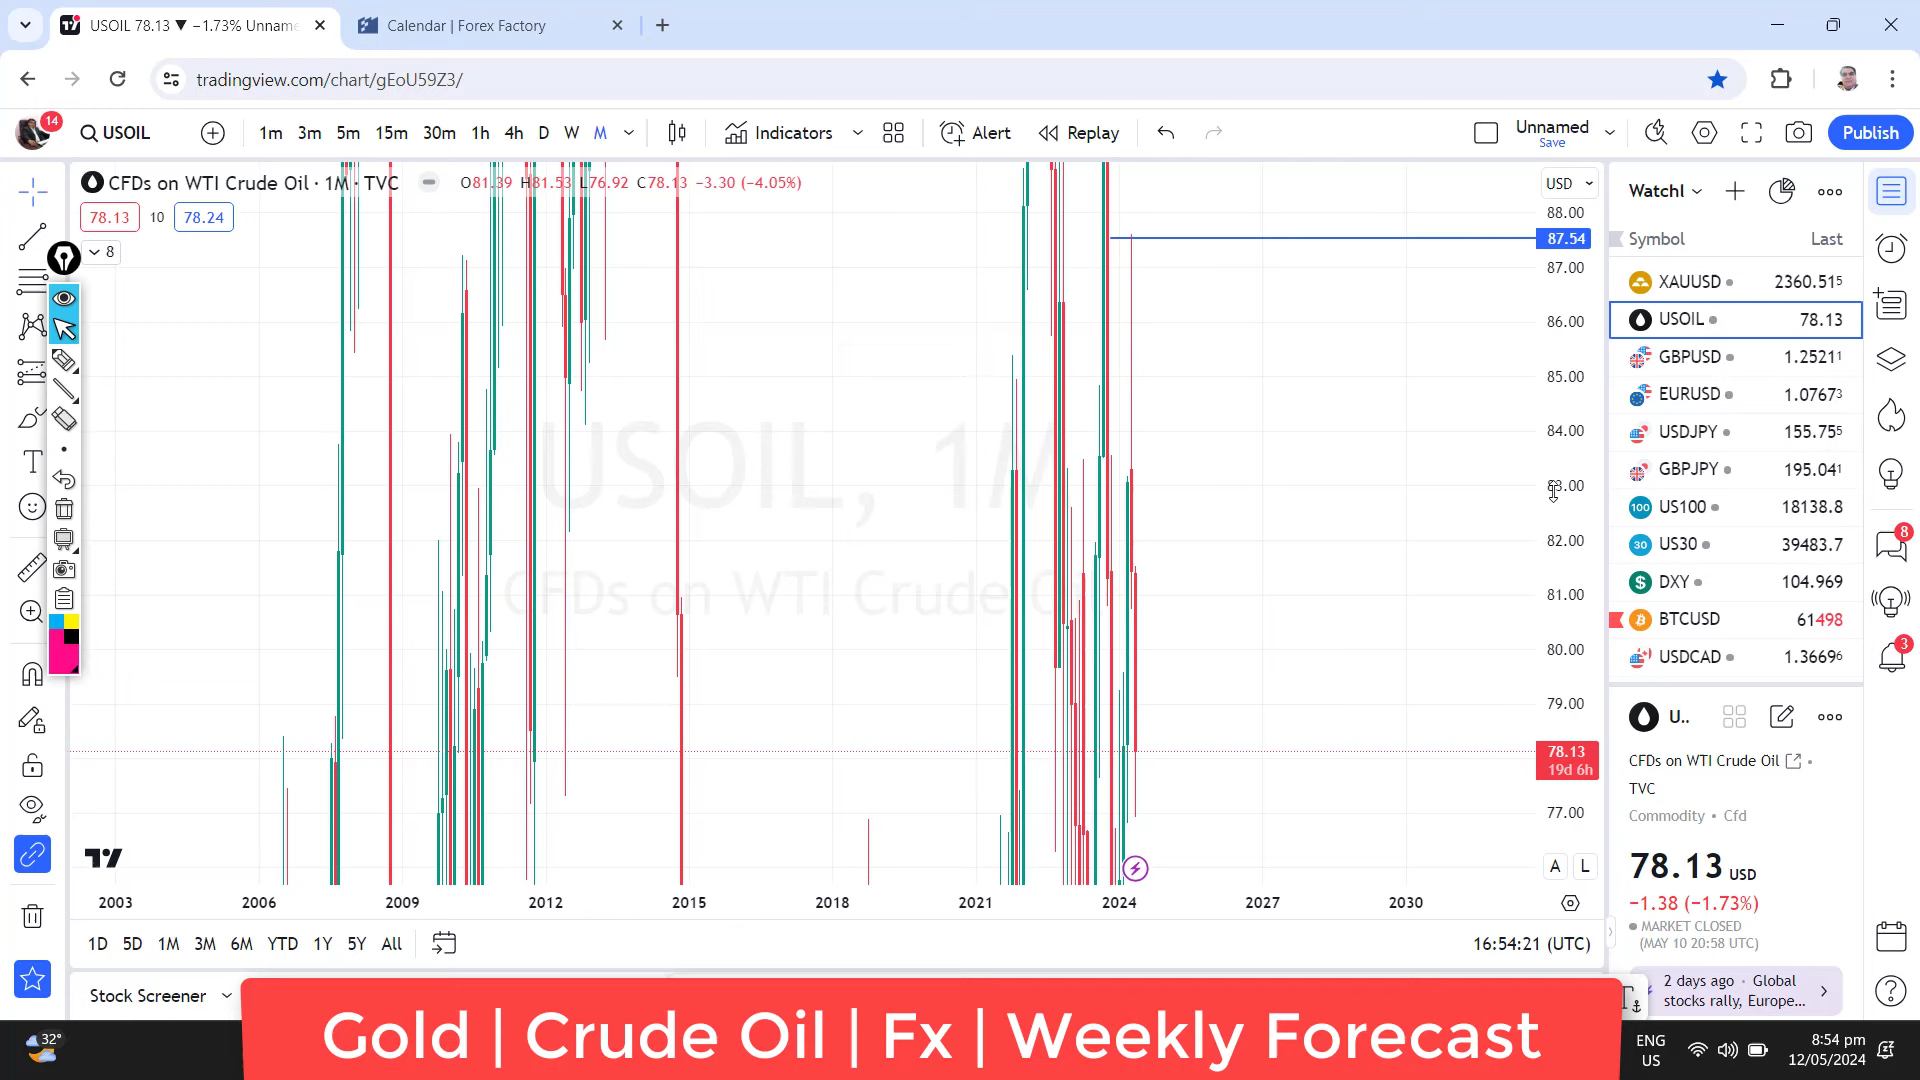 USOIL 78.13 ▼ −1.73% Unname
Calendar | Forex Factory
tradingview.com/chart/gEoU59Z3/
14
USOIL
1m 3m 5m 15m 30m 1h 4h D W M
Indicators
Alert
Replay
Unnamed
Save
Publish
CFDs on WTI Crude Oil · 1M · TVC
O81.39 H81.53 L76.92 C78.13 −3.30 (−4.05%)
78.13 10 78.24
8
USD
88.00
87.54
87.00
86.00
85.00
84.00
83.00
82.00
81.00
80.00
79.00
78.13
19d 6h
77.00
USOIL, 1M
CFDs on WTI Crude O
A L
2003 2006 2009 2012 2015 2018 2021 2024 2027 2030
1D 5D 1M 3M 6M YTD 1Y 5Y All
16:54:21 (UTC)
Stock Screener
Watchl
Symbol Last
XAUUSD 2360.515
USOIL 78.13
GBPUSD 1.25211
EURUSD 1.07673
USDJPY 155.755
GBPJPY 195.041
100 US100 18138.8
30 US30 39483.7
DXY 104.969
BTCUSD 61498
USDCAD 1.36696
8
3
U..
CFDs on WTI Crude Oil
TVC
Commodity • Cfd
78.13 USD
−1.38 (−1.73%)
MARKET CLOSED
(MAY 10 20:58 UTC)
2 days ago · Global
stocks rally, Europe...
Gold | Crude Oil | Fx | Weekly Forecast
32°
ENG
US
8:54 pm
12/05/2024